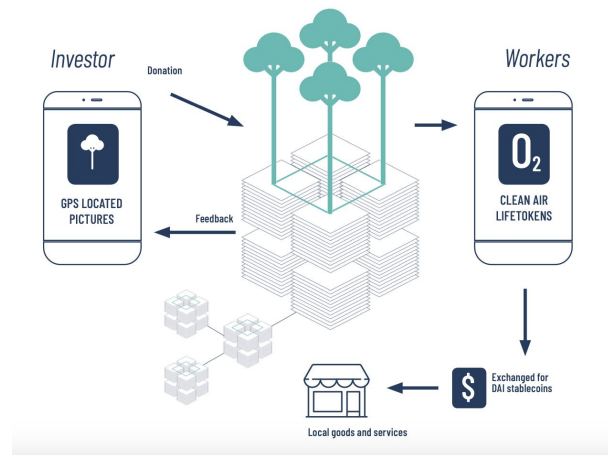 Investor
Workers
Donation
GPS LOCATED
PICTURES
O₂
CLEAN AIR
LIFETOKENS
Feedback
$
Exchanged for
DAI stablecoins
Local goods and services